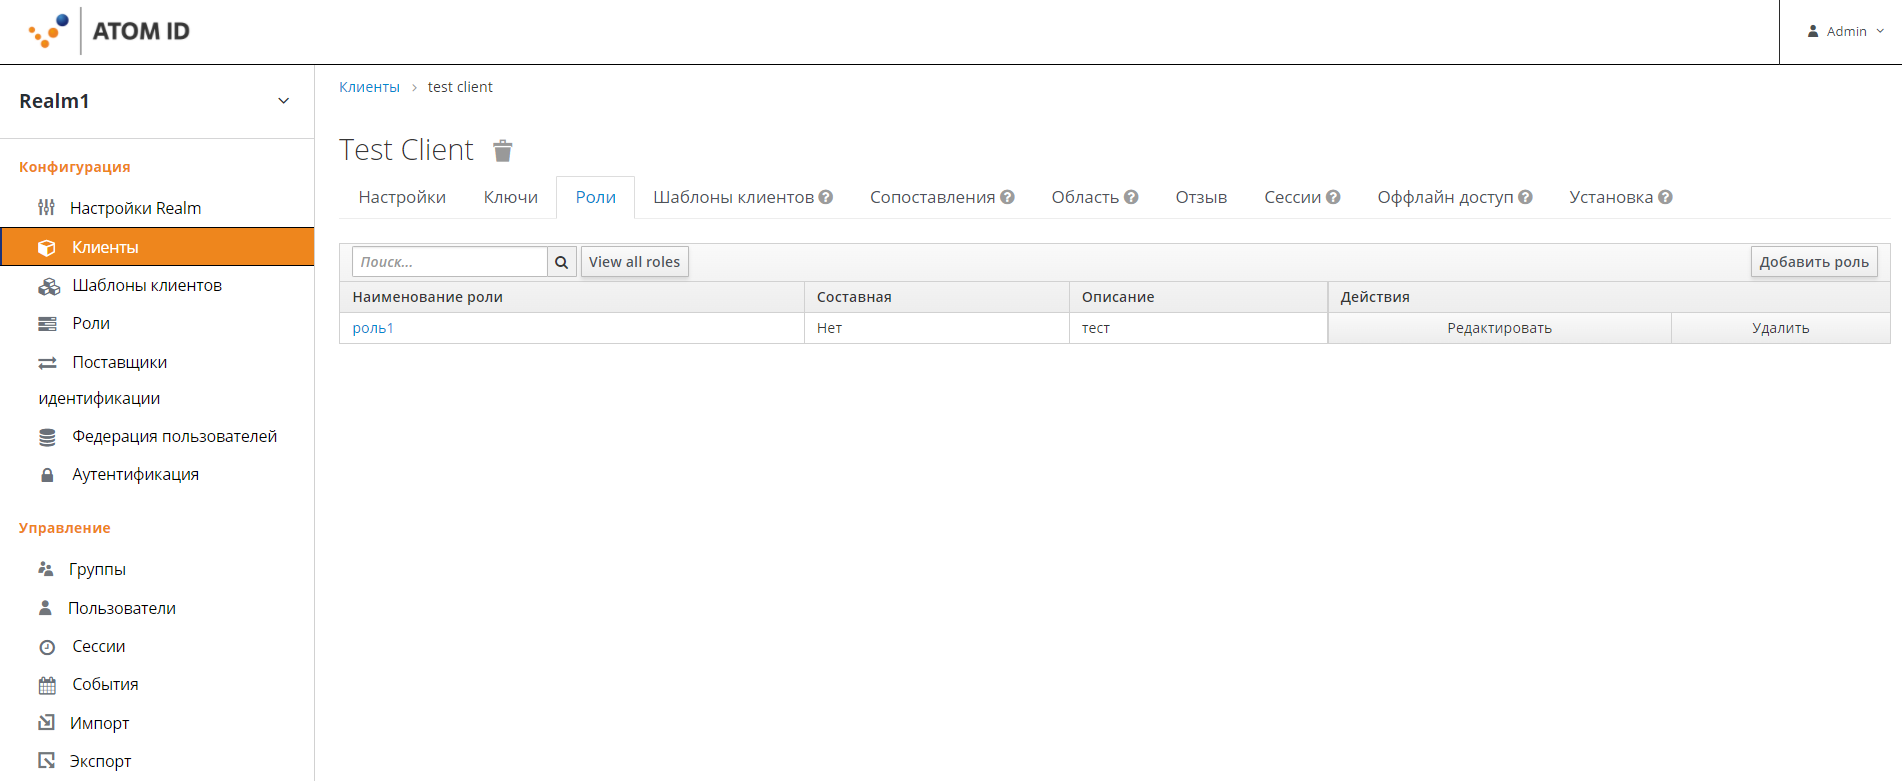 ATOM ID
Admin
Realm1
Конфигурация
Настройки Realm
Клиенты
Шаблоны клиентов
Роли
Поставщики
идентификации
Федерация пользователей
Аутентификация
Управление
Группы
Пользователи
Сессии
События
Импорт
Экспорт
Клиенты › test client
Test Client
Настройки Ключи Роли Шаблоны клиентов Сопоставления Область Отзыв Сессии Оффлайн доступ Установка
Поиск... View all roles Добавить роль
Наименование роли Составная Описание Действия
роль1 Нет тест Редактировать Удалить